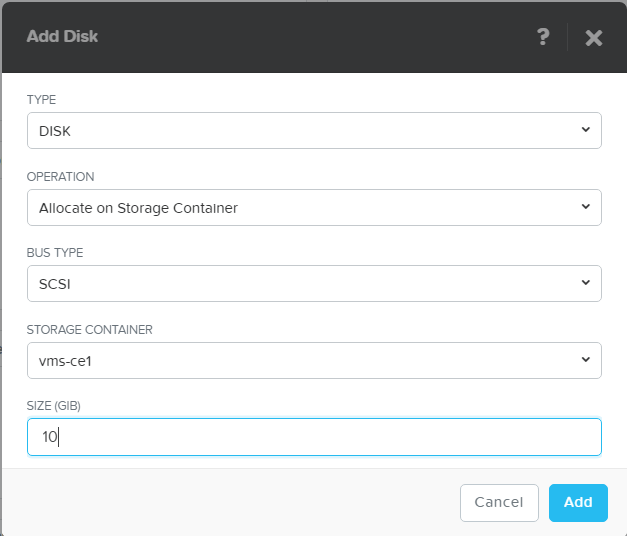 Add Disk
?
TYPE
DISK
OPERATION
Allocate on Storage Container
BUS TYPE
SCSI
STORAGE CONTAINER
vms-ce1
SIZE (GIB)
10
Cancel
Add